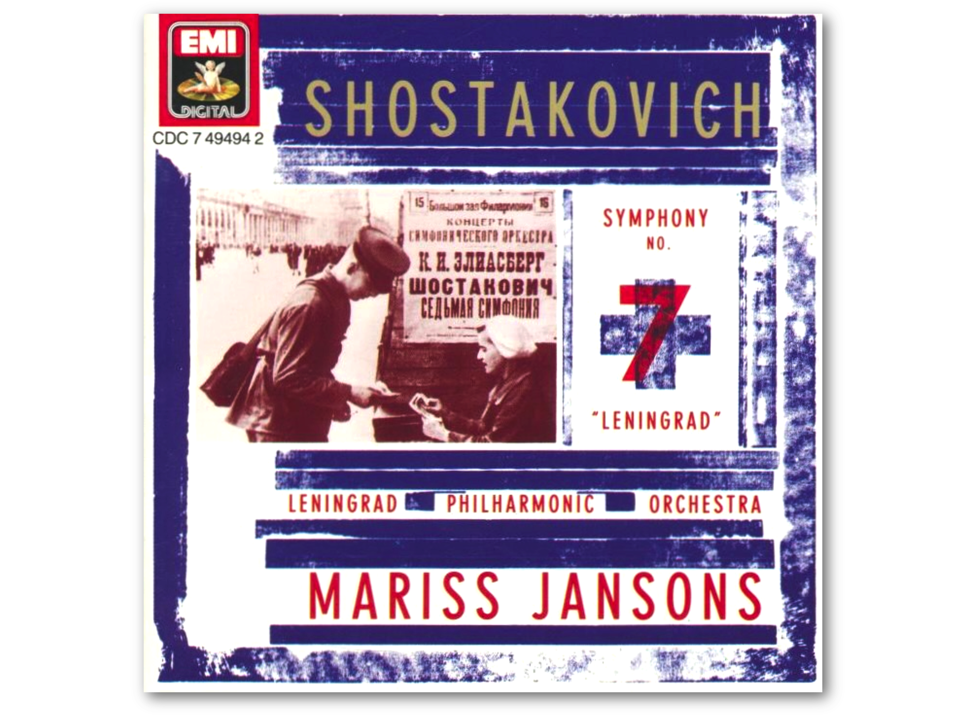 EMI
DIGITAL
CDC 7 49494 2
SHOSTAKOVICH
15 Большой зал Филармонии 16
КОНЦЕРТЫ
СИМФОНИЧЕСКОГО ОРКЕСТРА
К. И. ЭЛИАСБЕРГ
ШОСТАКОВИЧ
СЕДЬМАЯ СИМФОНИЯ
SYMPHONY
NO.
7
"LENINGRAD"
LENINGRAD PHILHARMONIC ORCHESTRA
MARISS JANSONS